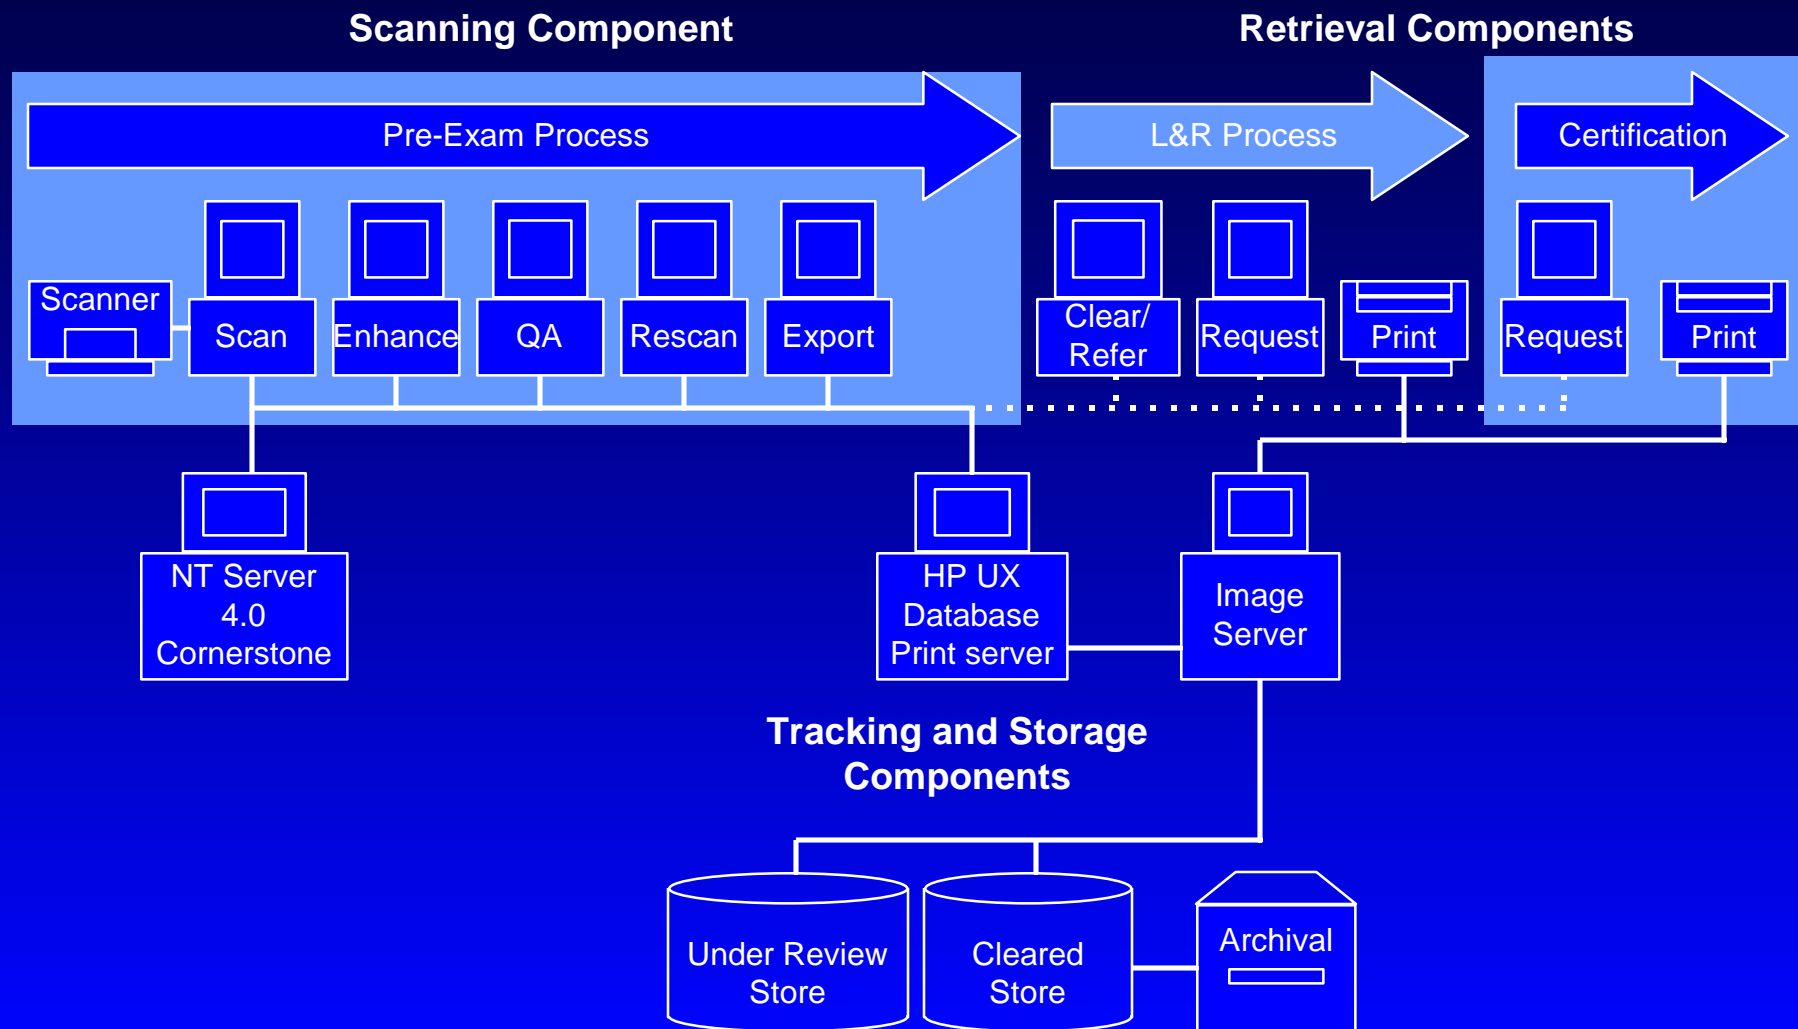 Scanning Component
Retrieval Components
Pre-Exam Process
L&R Process
Certification
Scanner
Scan
Enhance
QA
Rescan
Export
Clear/
Refer
Request
Print
Request
Print
NT Server
4.0
Cornerstone
HP UX
Database
Print server
Image
Server
Tracking and Storage
Components
Under Review
Store
Cleared
Store
Archival